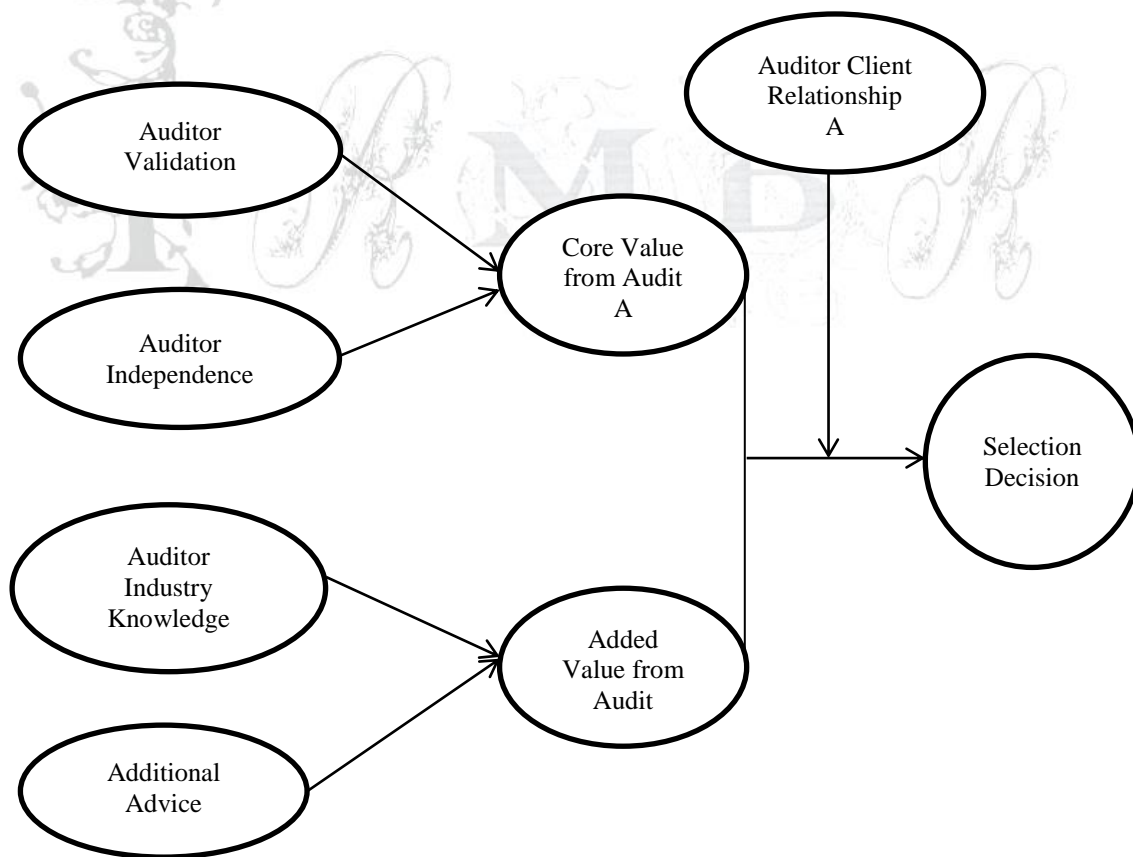 Auditor Client
Relationship
A
Auditor
Validation
Core Value
from Audit
A
Auditor
Independence
Selection
Decision
Auditor
Industry
Knowledge
Added
Value from
Audit
Additional
Advice